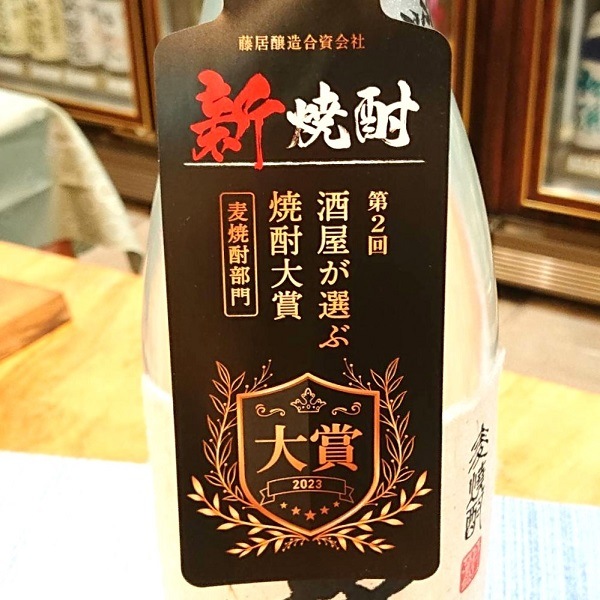 藤居醸造合資会社
新焼酎
第2回
酒屋が選ぶ
焼酎大賞
麦焼酎部門
大賞
2023
麦焼酎